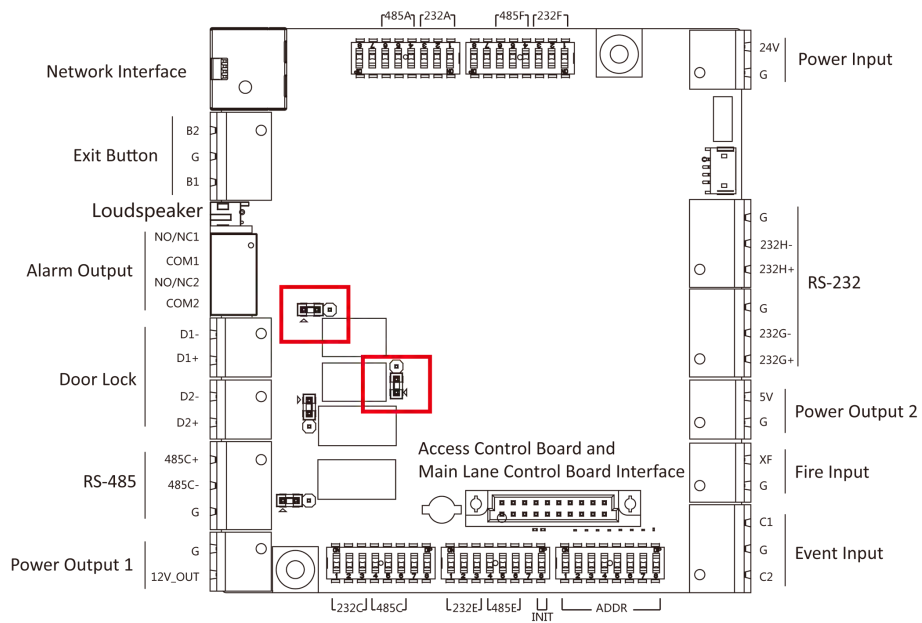 485A 232A 485F 232F
Network Interface
24V
G
Power Input
Exit Button
B2
G
B1
Loudspeaker
Alarm Output
NO/NC1
COM1
NO/NC2
COM2
G
232H-
232H+
RS-232
G
232G-
232G+
Door Lock
D1-
D1+
D2-
D2+
5V
G
Power Output 2
RS-485
485C+
485C-
G
Access Control Board and
Main Lane Control Board Interface
XF
G
Fire Input
C1
G
C2
Event Input
Power Output 1
G
12V_OUT
232C 485C 232E 485E INIT ADDR